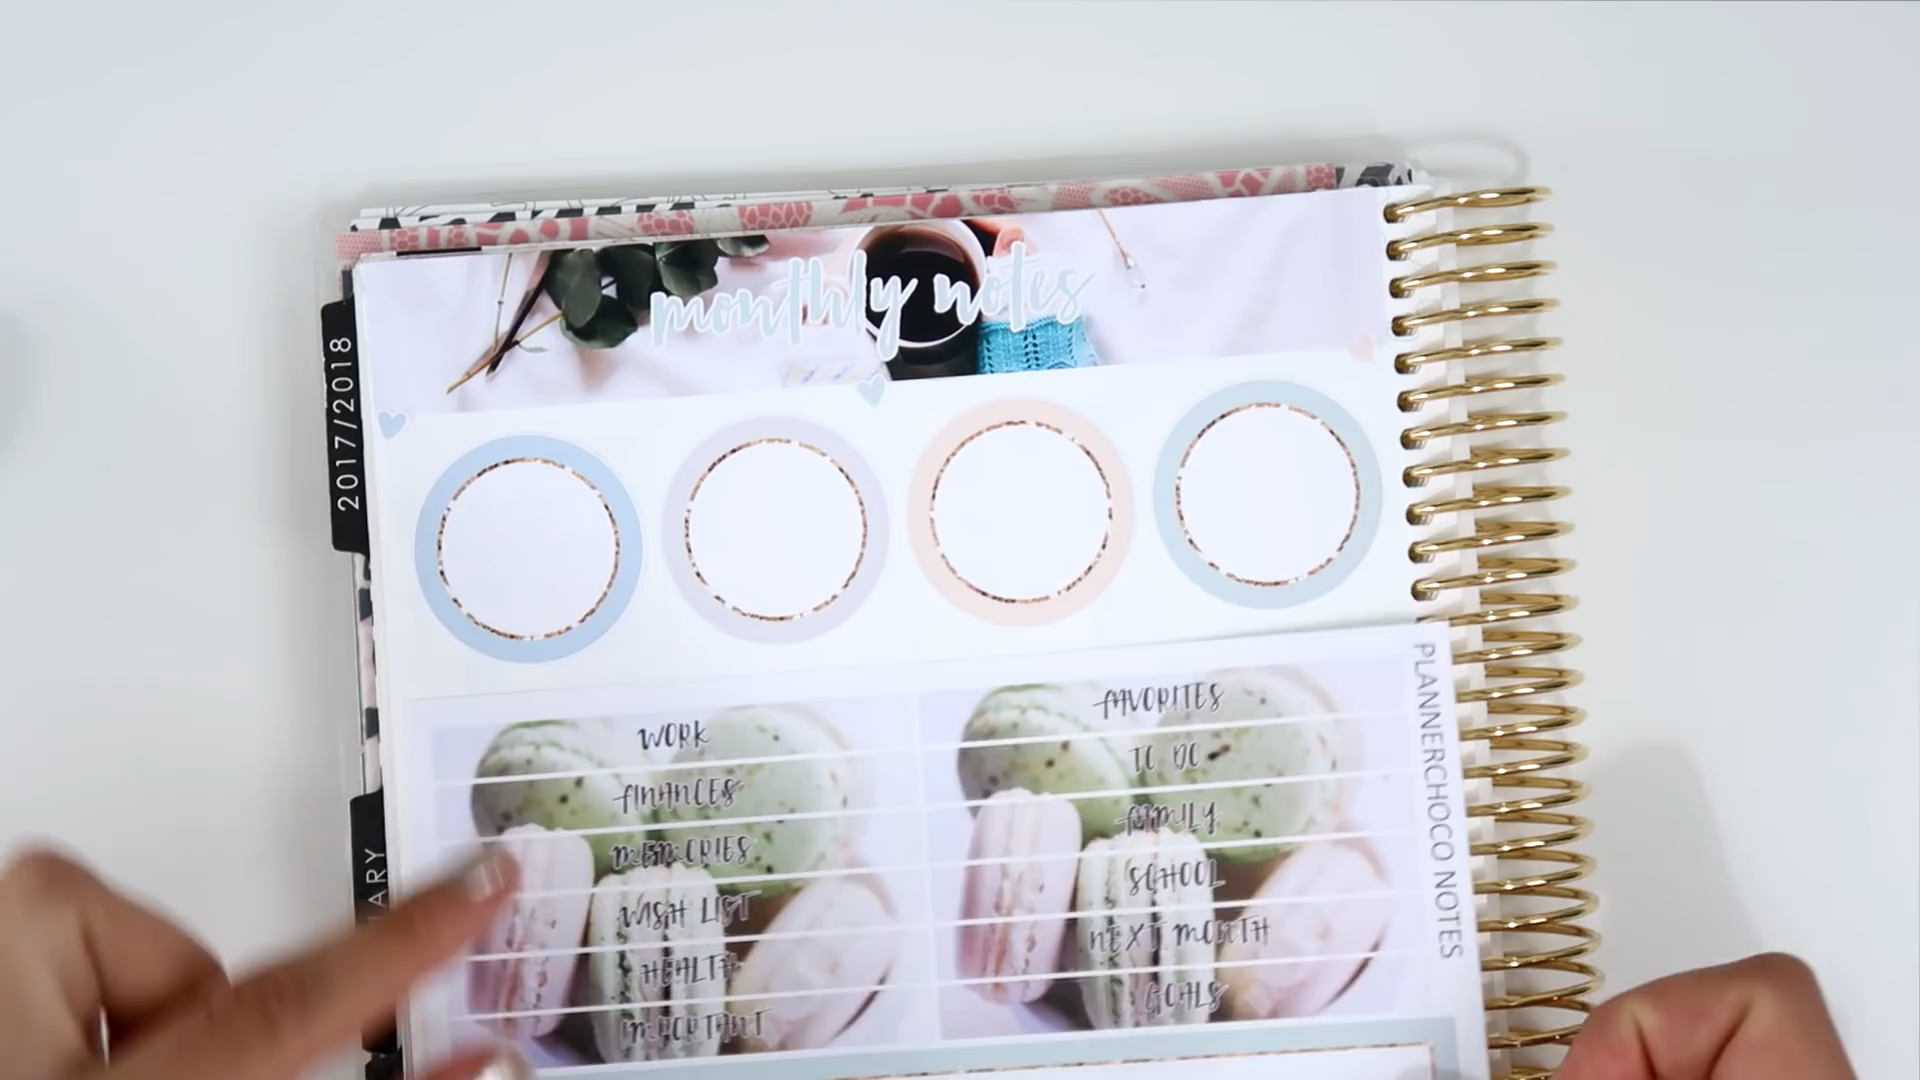 monthly notes
2017/2018
WORK
FINANCES
MEMORIES
WISH LIST
HEALTH
IMPORTANT
FAVORITES
TO DO
FAMILY
SCHOOL
NEXT MONTH
GOALS
PLANNERCHOCO NOTES